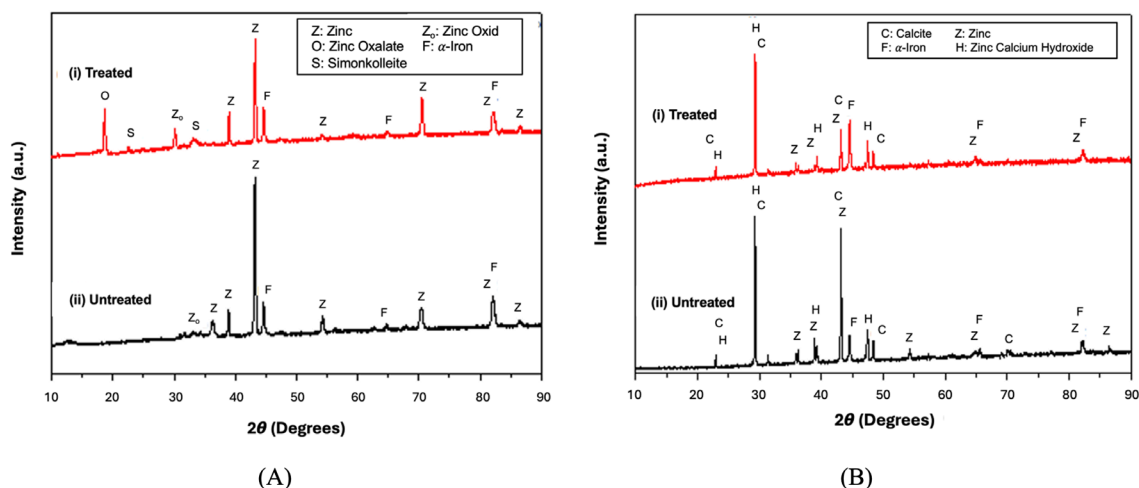 Z: Zinc Zₒ: Zinc Oxid
O: Zinc Oxalate F: α-Iron
S: Simonkolleite
(i) Treated
O
S
Zₒ
S
Z
Z
F
Z
F
Z
Z
F
Z
(ii) Untreated
Zₒ
Z
Z
Z
F
Z
F
Z
Z
F
Z
Intensity (a.u.)
10 20 30 40 50 60 70 80 90
2θ (Degrees)
(A)
C: Calcite Z: Zinc
F: α-Iron H: Zinc Calcium Hydroxide
(i) Treated
C
H
H
C
Z
Z
H
C
Z
F
H
C
F
Z
F
Z
(ii) Untreated
C
H
H
C
Z
H
Z
C
Z
F
H
C
Z
F
Z
C
F
Z
Z
Intensity (a.u.)
10 20 30 40 50 60 70 80 90
2θ (Degrees)
(B)